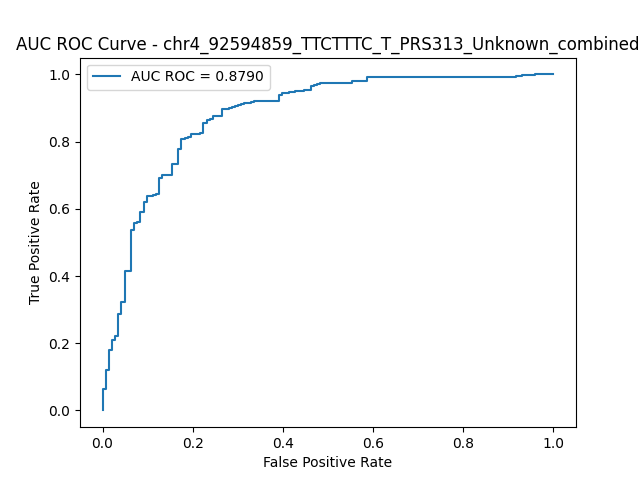 AUC ROC Curve - chr4_92594859_TTCTTTC_T_PRS313_Unknown_combined
AUC ROC = 0.8790
1.0
0.8
0.6
0.4
0.2
0.0
True Positive Rate
0.0 0.2 0.4 0.6 0.8 1.0
False Positive Rate